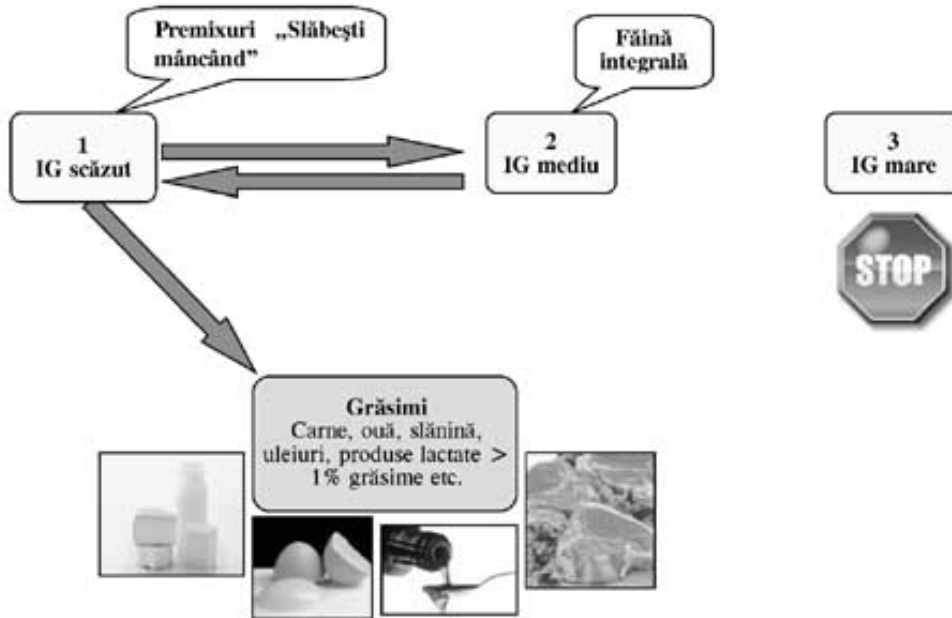 Premixuri „Slăbeşti
mâncând”
Făină
integrală
1
IG scăzut
2
IG mediu
3
IG mare
STOP
Grăsimi
Carne, ouă, slănină,
uleiuri, produse lactate >
1% grăsime etc.